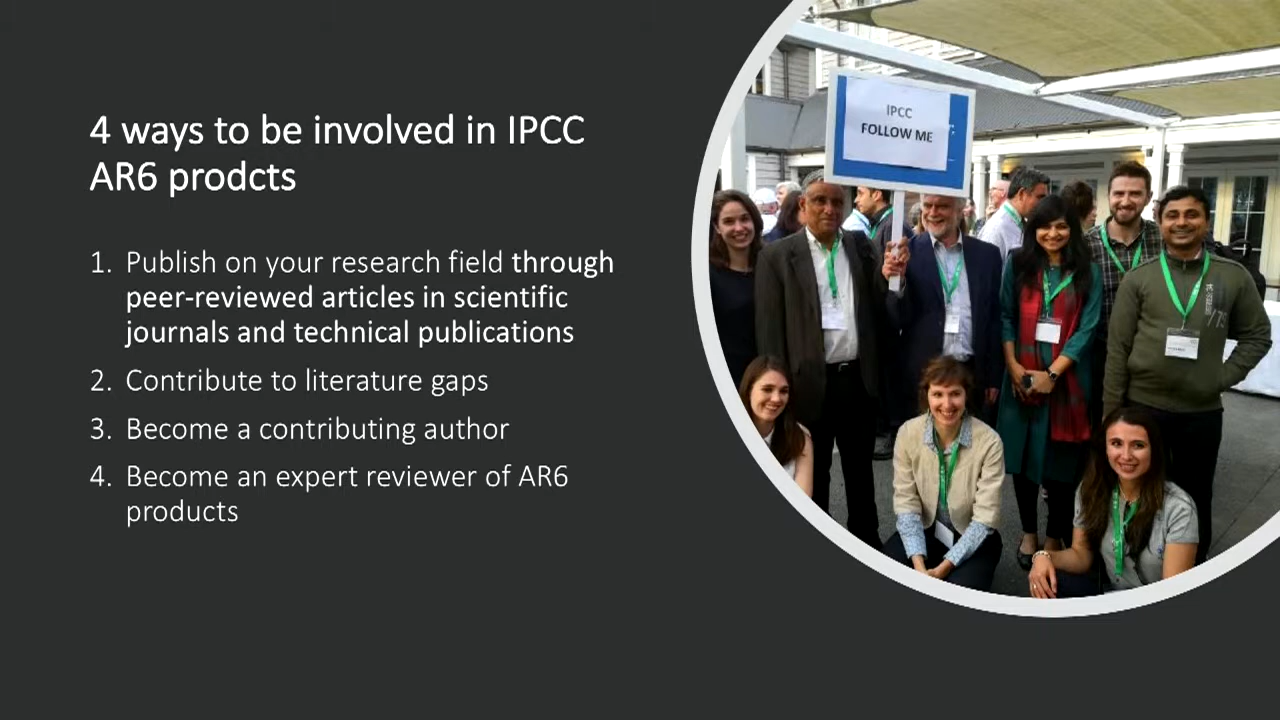 4 ways to be involved in IPCC
AR6 prodcts
1. Publish on your research field through
peer-reviewed articles in scientific
journals and technical publications
2. Contribute to literature gaps
3. Become a contributing author
4. Become an expert reviewer of AR6
products
IPCC
FOLLOW ME